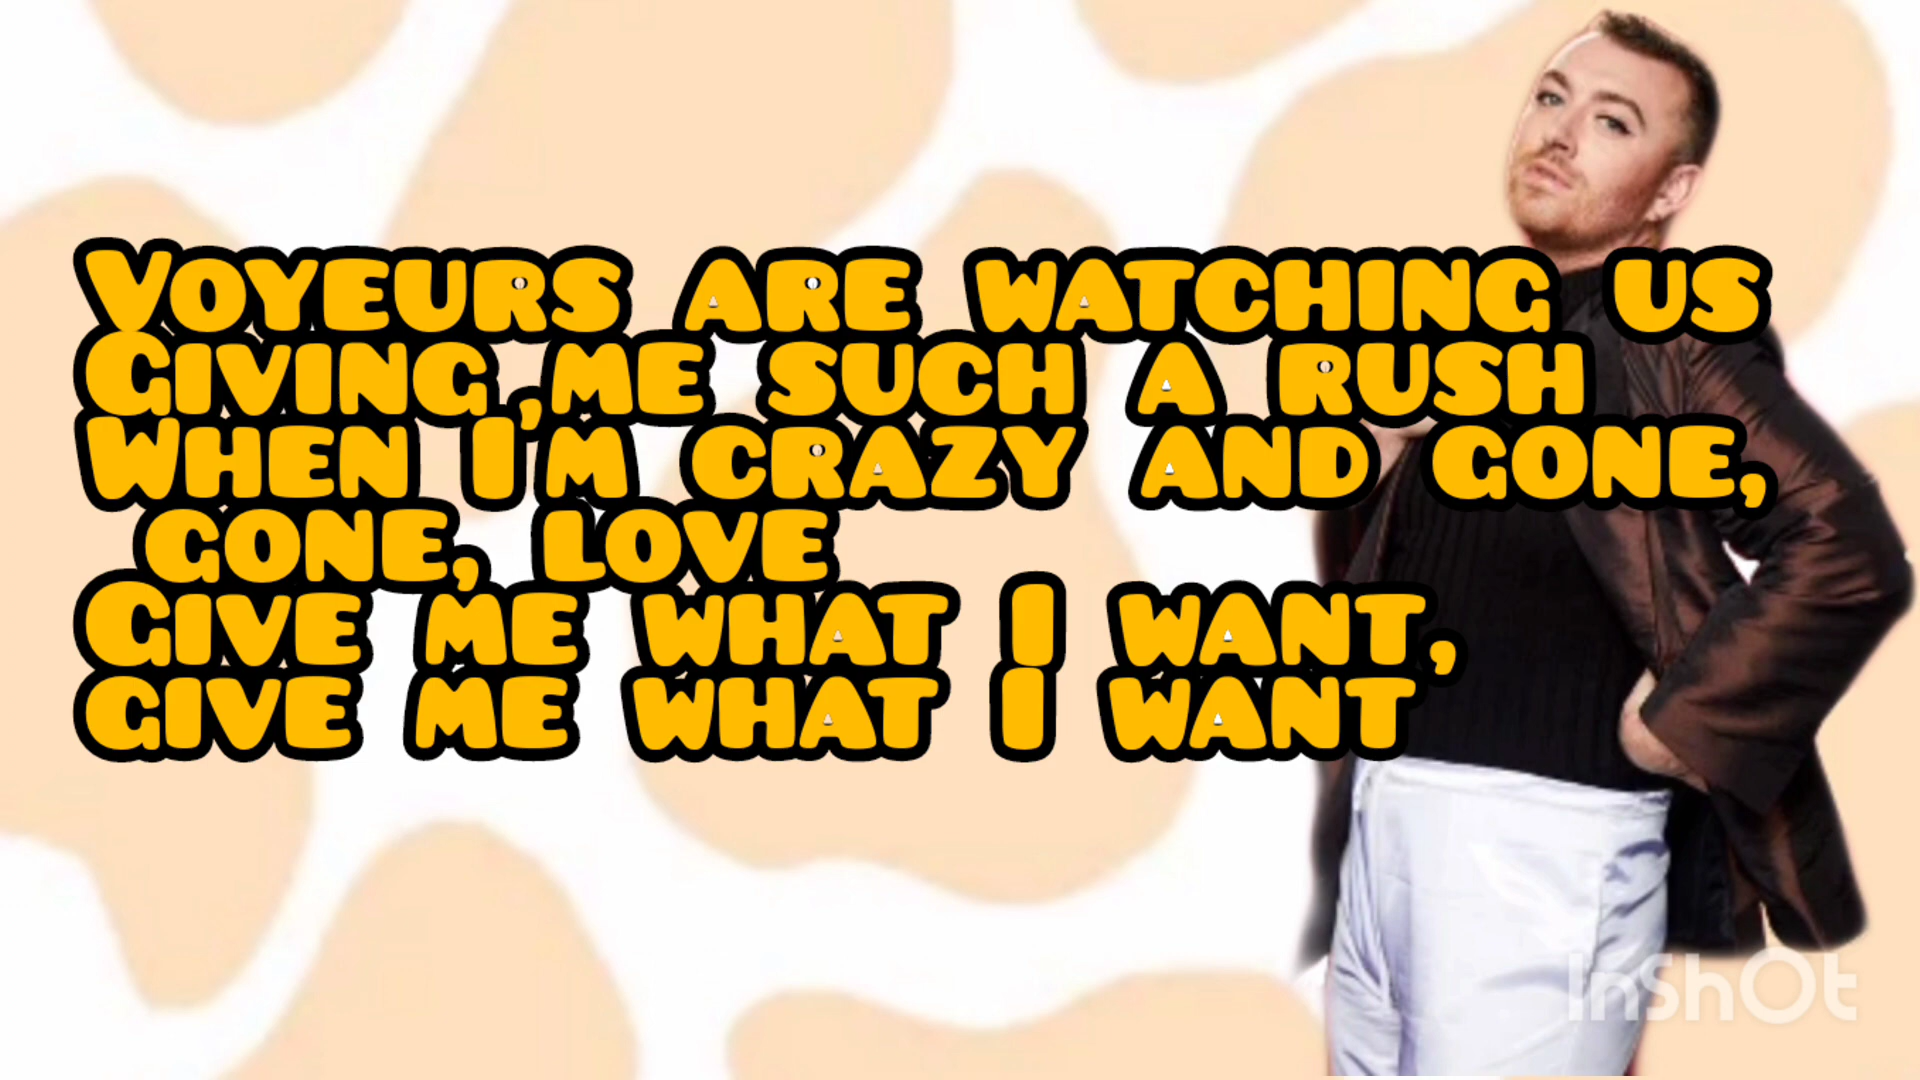 Voyeurs are watching us
Giving,me such a rush
When I'm crazy and gone,
gone, love
Give me what I want,
give me what I want
InShOt